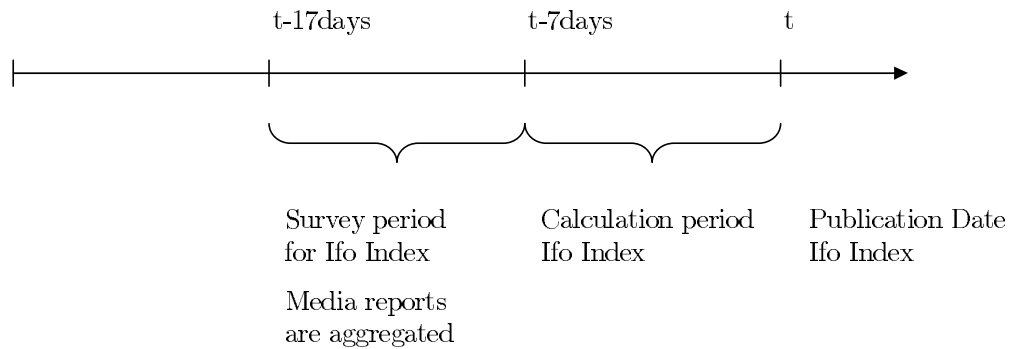 t-17days
t-7days
t
Survey period
for Ifo Index
Media reports
are aggregated
Calculation period
Ifo Index
Publication Date
Ifo Index